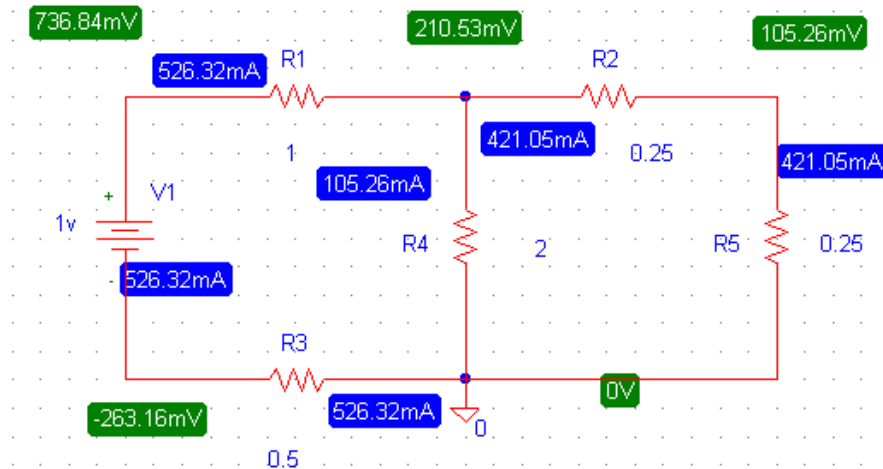 736.84mV
210.53mV
105.26mV
526.32mA
R1
R2
1
421.05mA
0.25
421.05mA
105.26mA
+
V1
1v
R4
2
R5
0.25
-
526.32mA
R3
526.32mA
0V
-263.16mV
0
0.5